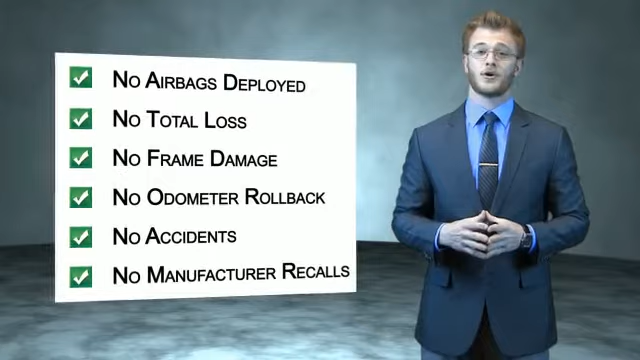 No Airbags Deployed
No Total Loss
No Frame Damage
No Odometer Rollback
No Accidents
No Manufacturer Recalls